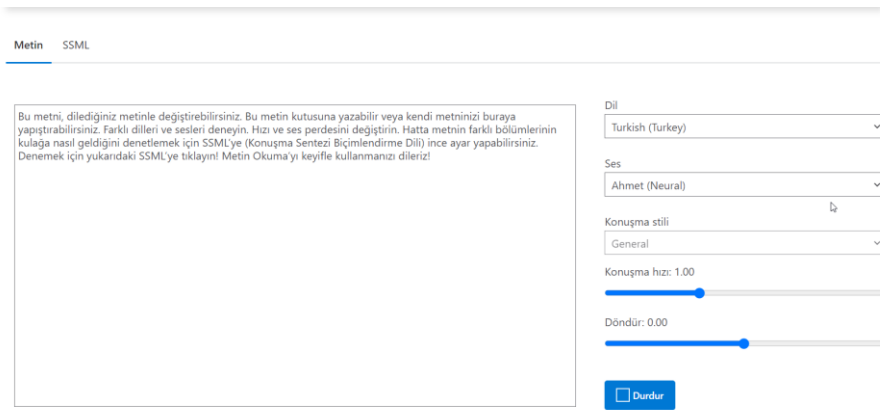 Metin SSML
Bu metni, dilediğiniz metinle değiştirebilirsiniz. Bu metin kutusuna yazabilir veya kendi metninizi buraya
yapıştırabilirsiniz. Farklı dilleri ve sesleri deneyin. Hızı ve ses perdesini değiştirin. Hatta metnin farklı bölümlerinin
kulağa nasıl geldiğini denetlemek için SSML'ye (Konuşma Sentezi Biçimlendirme Dili) ince ayar yapabilirsiniz.
Denemek için yukarıdaki SSML'ye tıklayın! Metin Okuma'yı keyifle kullanmanızı dileriz!
Dil
Turkish (Turkey)
Ses
Ahmet (Neural)
Konuşma stili
General
Konuşma hızı: 1.00
Döndür: 0.00
Durdur